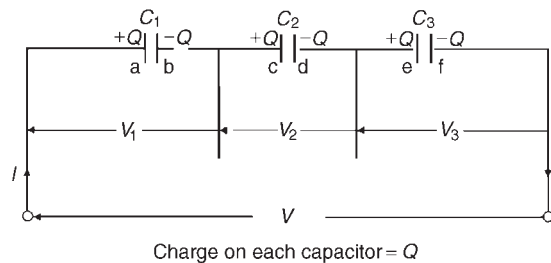 C1 C2 C3
+Q −Q +Q −Q +Q −Q
a b c d e f
V1 V2 V3
I
V
Charge on each capacitor = Q